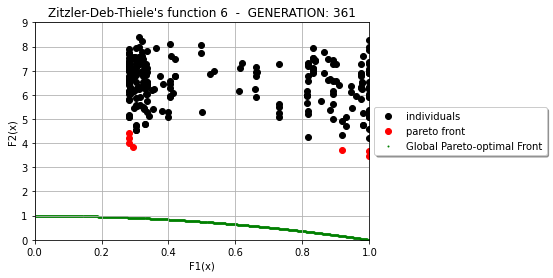 Zitzler-Deb-Thiele's function 6  -  GENERATION: 361
9
8
7
6
5
4
3
2
1
0
F2(x)
0.0 0.2 0.4 0.6 0.8 1.0
F1(x)
individuals
pareto front
Global Pareto-optimal Front